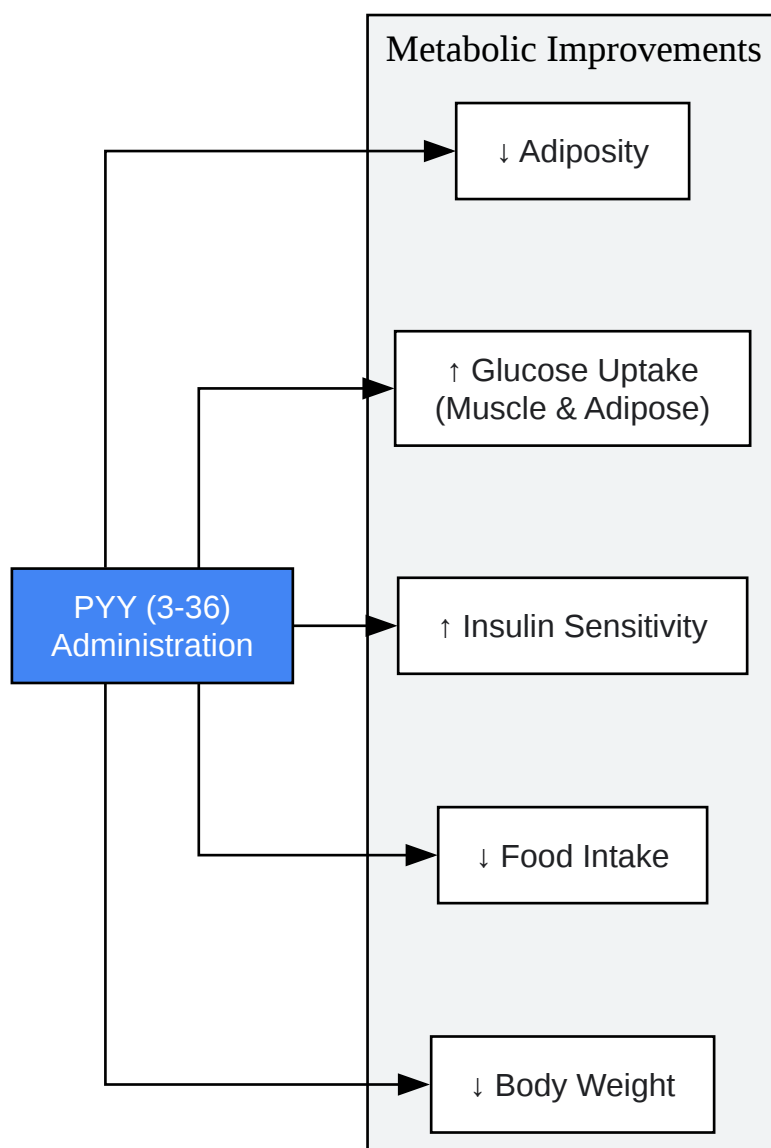 Metabolic Improvements
↓ Adiposity
↑ Glucose Uptake
(Muscle & Adipose)
PYY (3-36)
Administration
↑ Insulin Sensitivity
↓ Food Intake
↓ Body Weight